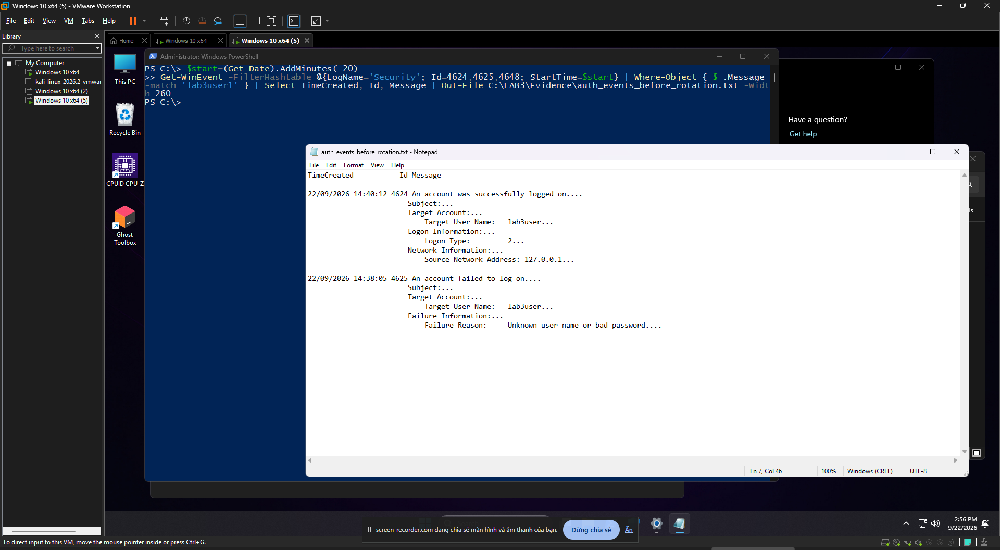 Windows 10 x64 (5) - VMware Workstation
File Edit View VM Tabs Help
Library
Type here to search
My Computer
Windows 10 x64
kali-linux-2026.2-vmwar
Windows 10 x64 (2)
Windows 10 x64 (5)
Home
Windows 10 x64
Windows 10 x64 (5)
This PC
Recycle Bin
CPUID CPU-Z
Ghost
Toolbox
Administrator: Windows PowerShell
PS C:\> $start=(Get-Date).AddMinutes(-20)
>> Get-WinEvent -FilterHashtable @{LogName='Security'; Id=4624,4625,4648; StartTime=$start} | Where-Object { $_.Message
-match 'lab3user1' } | Select TimeCreated, Id, Message | Out-File C:\LAB3\Evidence\auth_events_before_rotation.txt -Widt
h 260
PS C:\>
Have a question?
Get help
ls
auth_events_before_rotation.txt - Notepad
File Edit Format View Help
TimeCreated Id Message
----------- -- -------
22/09/2026 14:40:12 4624 An account was successfully logged on....
Subject:...
Target Account:...
Target User Name: lab3user...
Logon Information:...
Logon Type: 2...
Network Information:...
Source Network Address: 127.0.0.1...
22/09/2026 14:38:05 4625 An account failed to log on....
Subject:...
Target Account:...
Target User Name: lab3user...
Failure Information:...
Failure Reason: Unknown user name or bad password....
Ln 7, Col 46
100%
Windows (CRLF)
UTF-8
screen-recorder.com đang chia sẻ màn hình và âm thanh của bạn.
Dừng chia sẻ
Ẩn
2:56 PM
9/22/2026
To direct input to this VM, move the mouse pointer inside or press Ctrl+G.